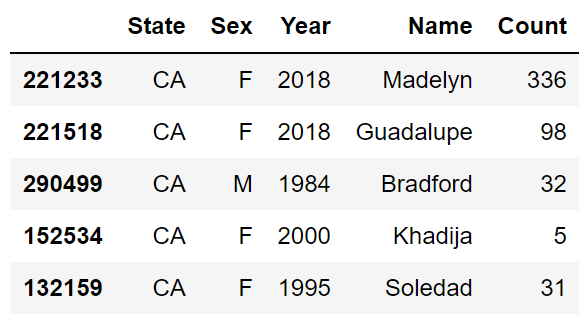 State Sex Year Name Count
221233 CA F 2018 Madelyn 336
221518 CA F 2018 Guadalupe 98
290499 CA M 1984 Bradford 32
152534 CA F 2000 Khadija 5
132159 CA F 1995 Soledad 31